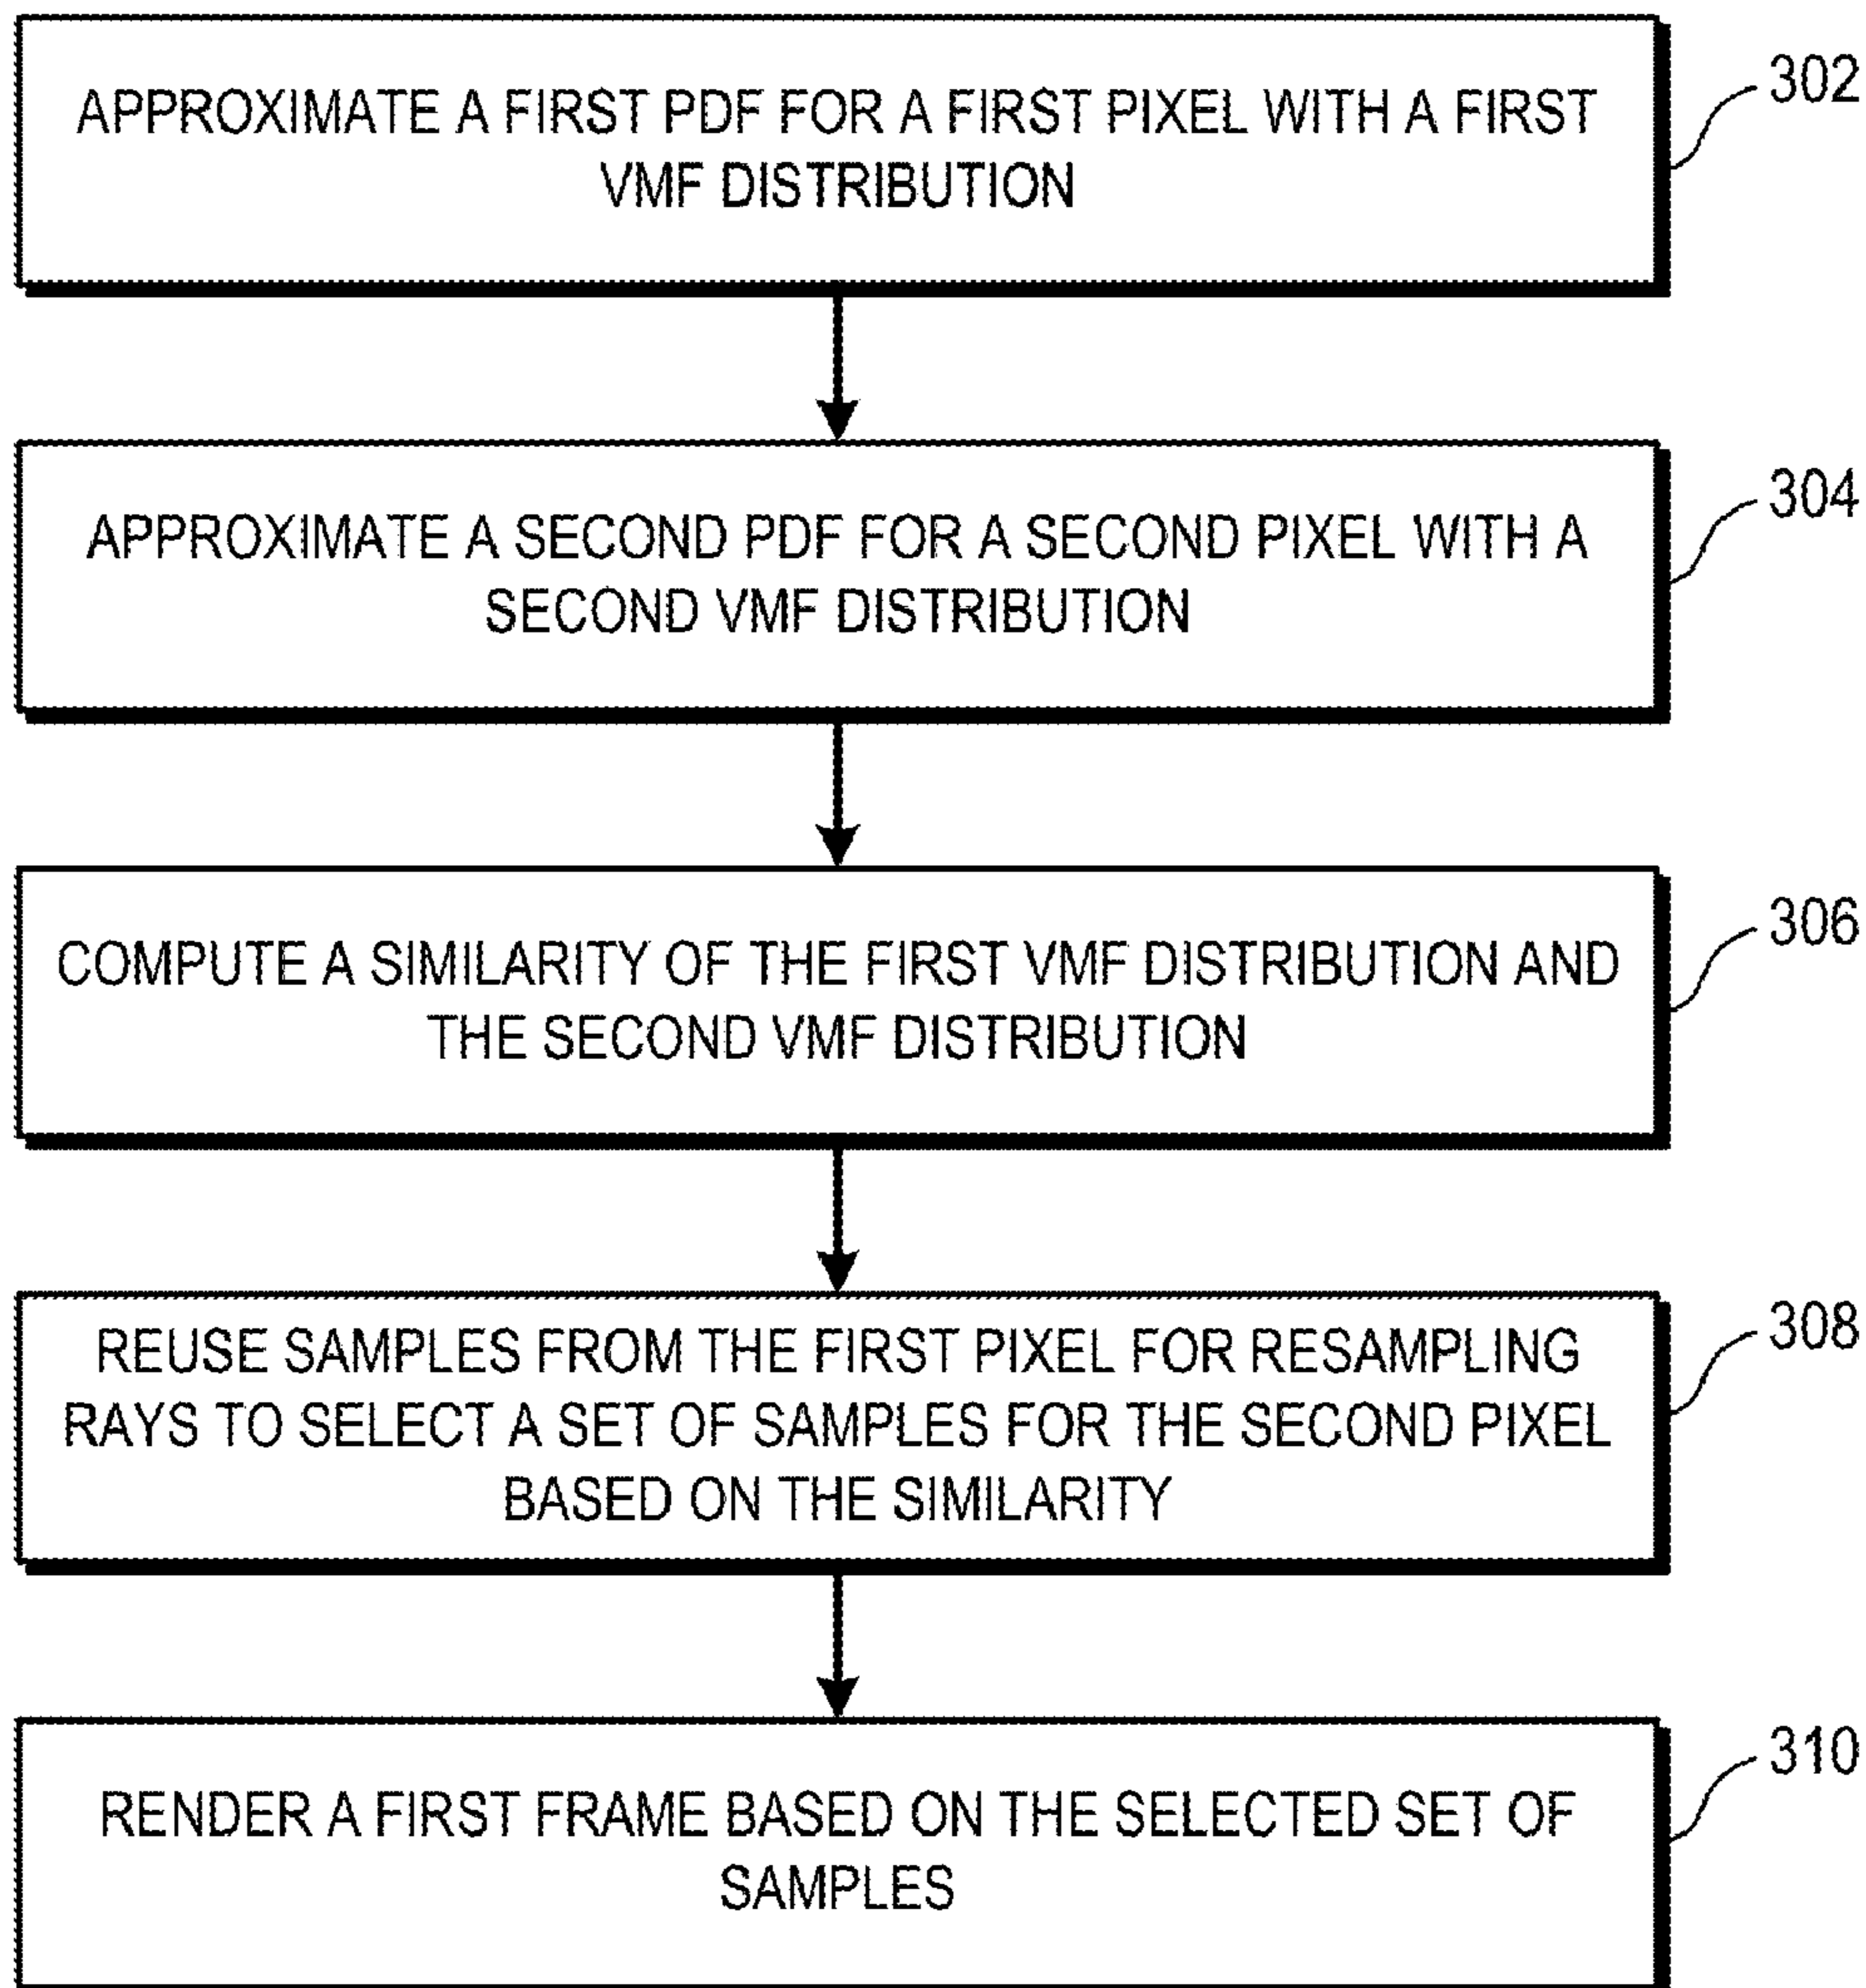 APPROXIMATE A FIRST PDF FOR A FIRST PIXEL WITH A FIRST
VMF DISTRIBUTION
302
APPROXIMATE A SECOND PDF FOR A SECOND PIXEL WITH A
SECOND VMF DISTRIBUTION
304
COMPUTE A SIMILARITY OF THE FIRST VMF DISTRIBUTION AND
THE SECOND VMF DISTRIBUTION
306
REUSE SAMPLES FROM THE FIRST PIXEL FOR RESAMPLING
RAYS TO SELECT A SET OF SAMPLES FOR THE SECOND PIXEL
BASED ON THE SIMILARITY
308
RENDER A FIRST FRAME BASED ON THE SELECTED SET OF
SAMPLES
310